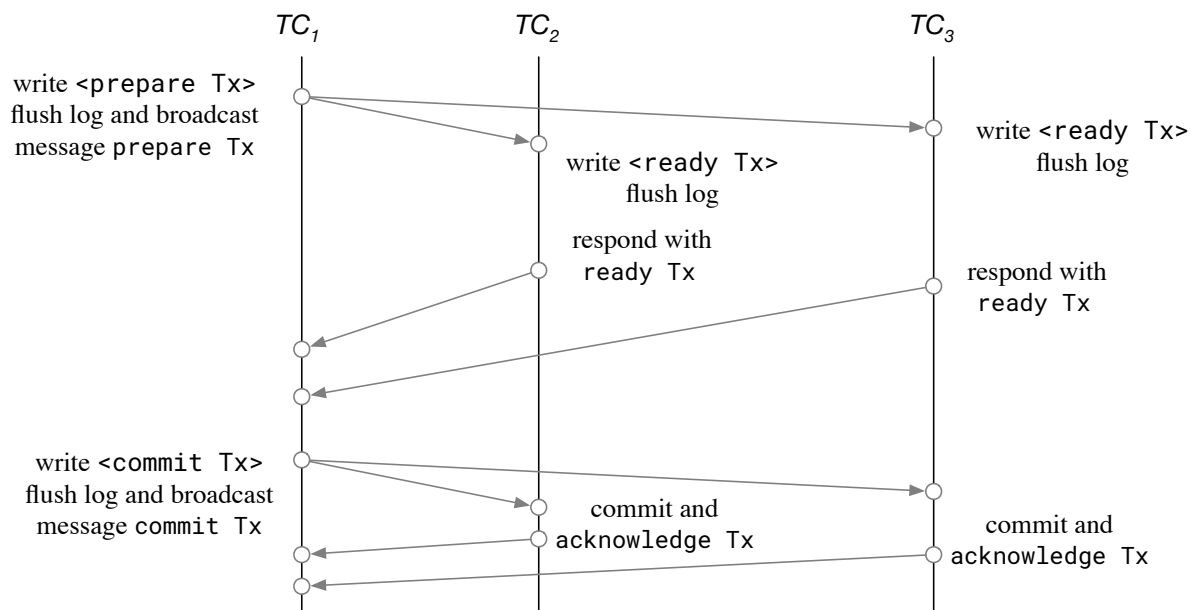 TC1 TC2 TC3
write <prepare Tx>
flush log and broadcast
message prepare Tx
write <ready Tx>
flush log
write <ready Tx>
flush log
respond with
ready Tx
respond with
ready Tx
write <commit Tx>
flush log and broadcast
message commit Tx
commit and
acknowledge Tx
commit and
acknowledge Tx